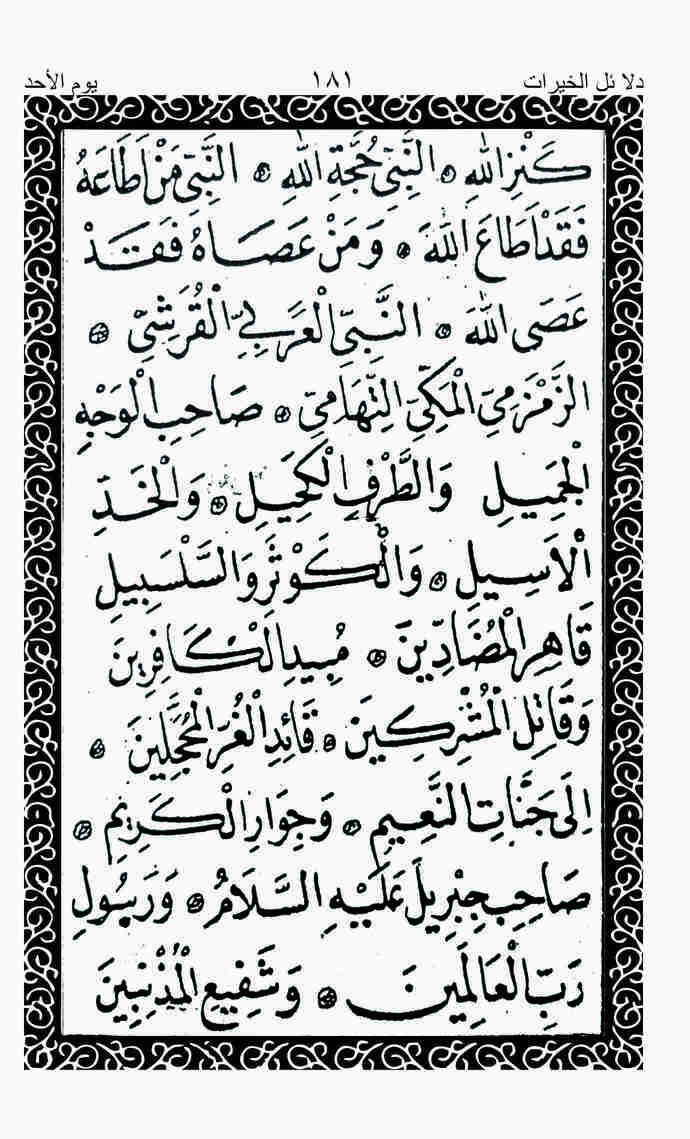 دلائل الخيرات ١٨١ يوم الأحد
كَنْزِ اللهِ ۞ النَّبِيِّ حُجَّةِ اللهِ ۞ النَّبِيِّ مَنْ اَطَاعَهُ
فَقَدْ اَطَاعَ اللهَ ۞ وَمَنْ عَصَاهُ فَقَدْ
عَصَى اللهَ ۞ النَّبِيِّ الْعَرَبِيِّ الْقُرَشِيِّ ۞
الزَّمْزَمِيِّ الْمَكِّيِّ التِّهَامِيِّ ۞ صَاحِبِ الْوَجْهِ
الْجَمِيلِ وَالطَّرْفِ الْكَحِيلِ ۞ وَالْخَدِّ
الْاَسِيلِ ۞ وَالْكَوْثَرِ وَالسَّلْسَبِيلِ
قَاهِرِ الْمُضَادِّينَ ۞ مُبِيدِ الْكَافِرِينَ
وَقَاتِلِ الْمُشْرِكِينَ ۞ قَائِدِ الْغُرِّ الْمُحَجَّلِينَ ۞
اِلَى جَنَّاتِ النَّعِيمِ ۞ وَجِوَارِ الْكَرِيمِ ۞
صَاحِبِ جِبْرِيلَ عَلَيْهِ السَّلَامُ ۞ وَرَسُولِ
رَبِّ الْعَالَمِينَ ۞ وَشَفِيعِ الْمُذْنِبِينَ